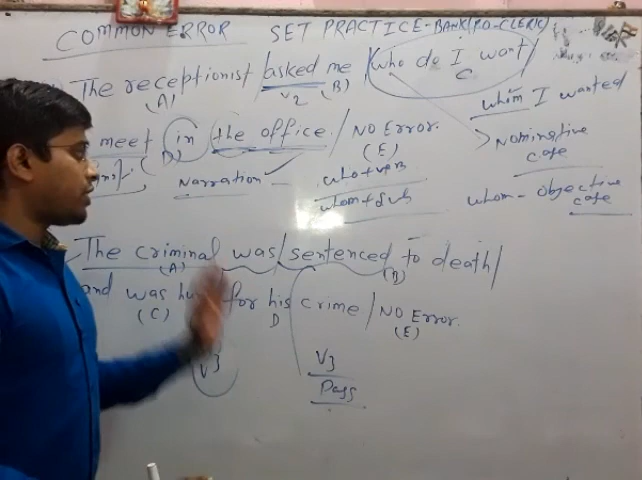 COMMON ERROR SET PRACTICE-BANK(P.O-CLERK)
The receptionist / asked me / who do I want /
(A) V2 (B) C
whom I wanted
meet in the office. / NO ERROR.
(D) (E)
Nominative
case
Narration who + verb
whom + Sub
whom - objective
case
The criminal was / sentenced to death /
(A) (B)
and was for his crime / NO ERROR.
(C) D (E)
V3 V3
Pass